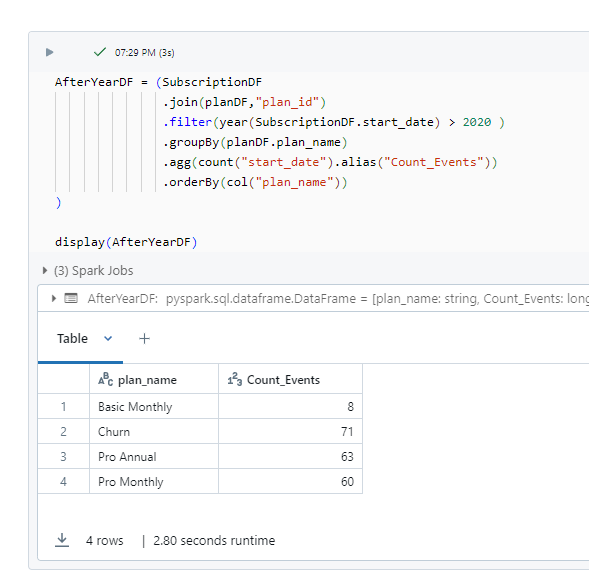 07:29 PM (3s)
AfterYearDF = (SubscriptionDF
.join(planDF,"plan_id")
.filter(year(SubscriptionDF.start_date) > 2020 )
.groupBy(planDF.plan_name)
.agg(count("start_date").alias("Count_Events"))
.orderBy(col("plan_name"))
)
display(AfterYearDF)
(3) Spark Jobs
AfterYearDF: pyspark.sql.dataframe.DataFrame = [plan_name: string, Count_Events: long
Table +
ABC plan_name 123 Count_Events
1 Basic Monthly 8
2 Churn 71
3 Pro Annual 63
4 Pro Monthly 60
4 rows | 2.80 seconds runtime